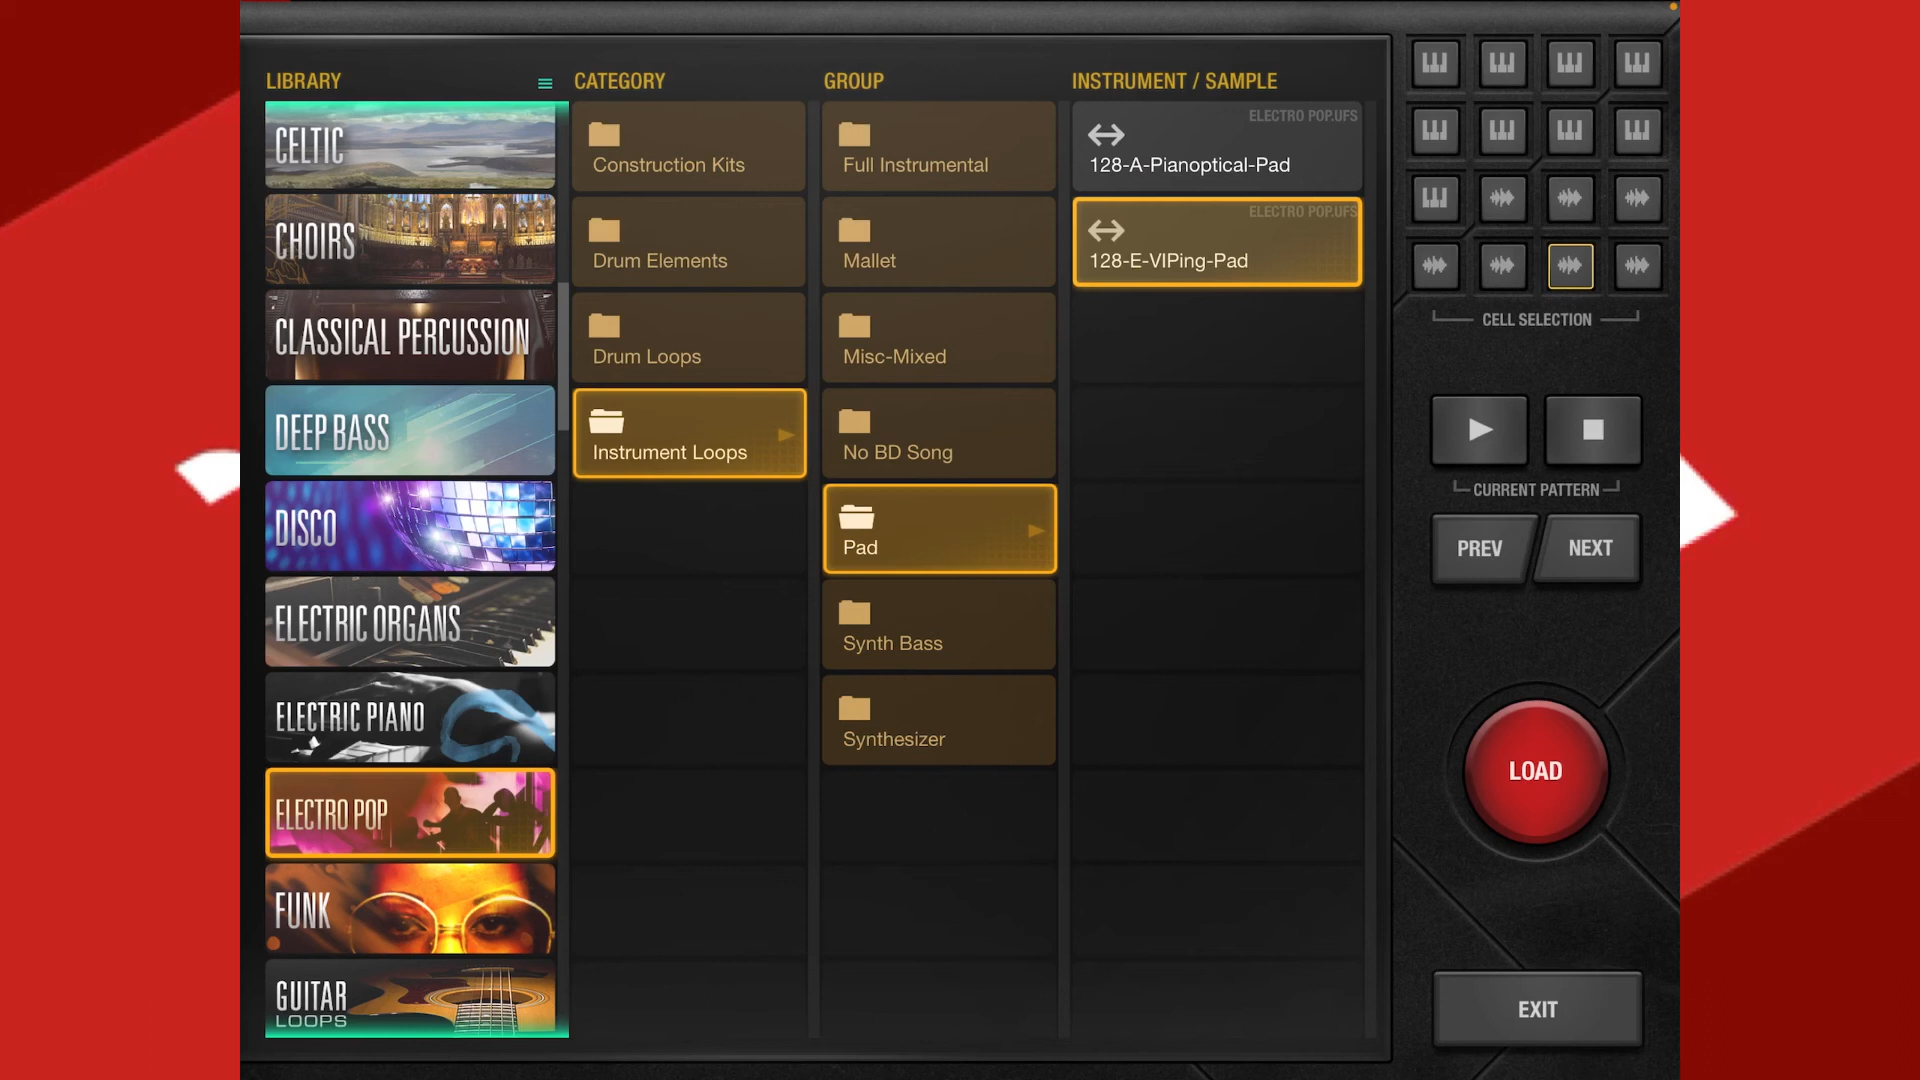 LIBRARY
CATEGORY
GROUP
INSTRUMENT / SAMPLE
CELTIC
CHOIRS
CLASSICAL PERCUSSION
DEEP BASS
DISCO
ELECTRIC ORGANS
ELECTRIC PIANO
ELECTRO POP
FUNK
GUITAR
LOOPS
Construction Kits
Drum Elements
Drum Loops
Instrument Loops
Full Instrumental
Mallet
Misc-Mixed
No BD Song
Pad
Synth Bass
Synthesizer
ELECTRO POP.UFS
128-A-Pianoptical-Pad
ELECTRO POP.UFS
128-E-VIPing-Pad
CELL SELECTION
CURRENT PATTERN
PREV
NEXT
LOAD
EXIT